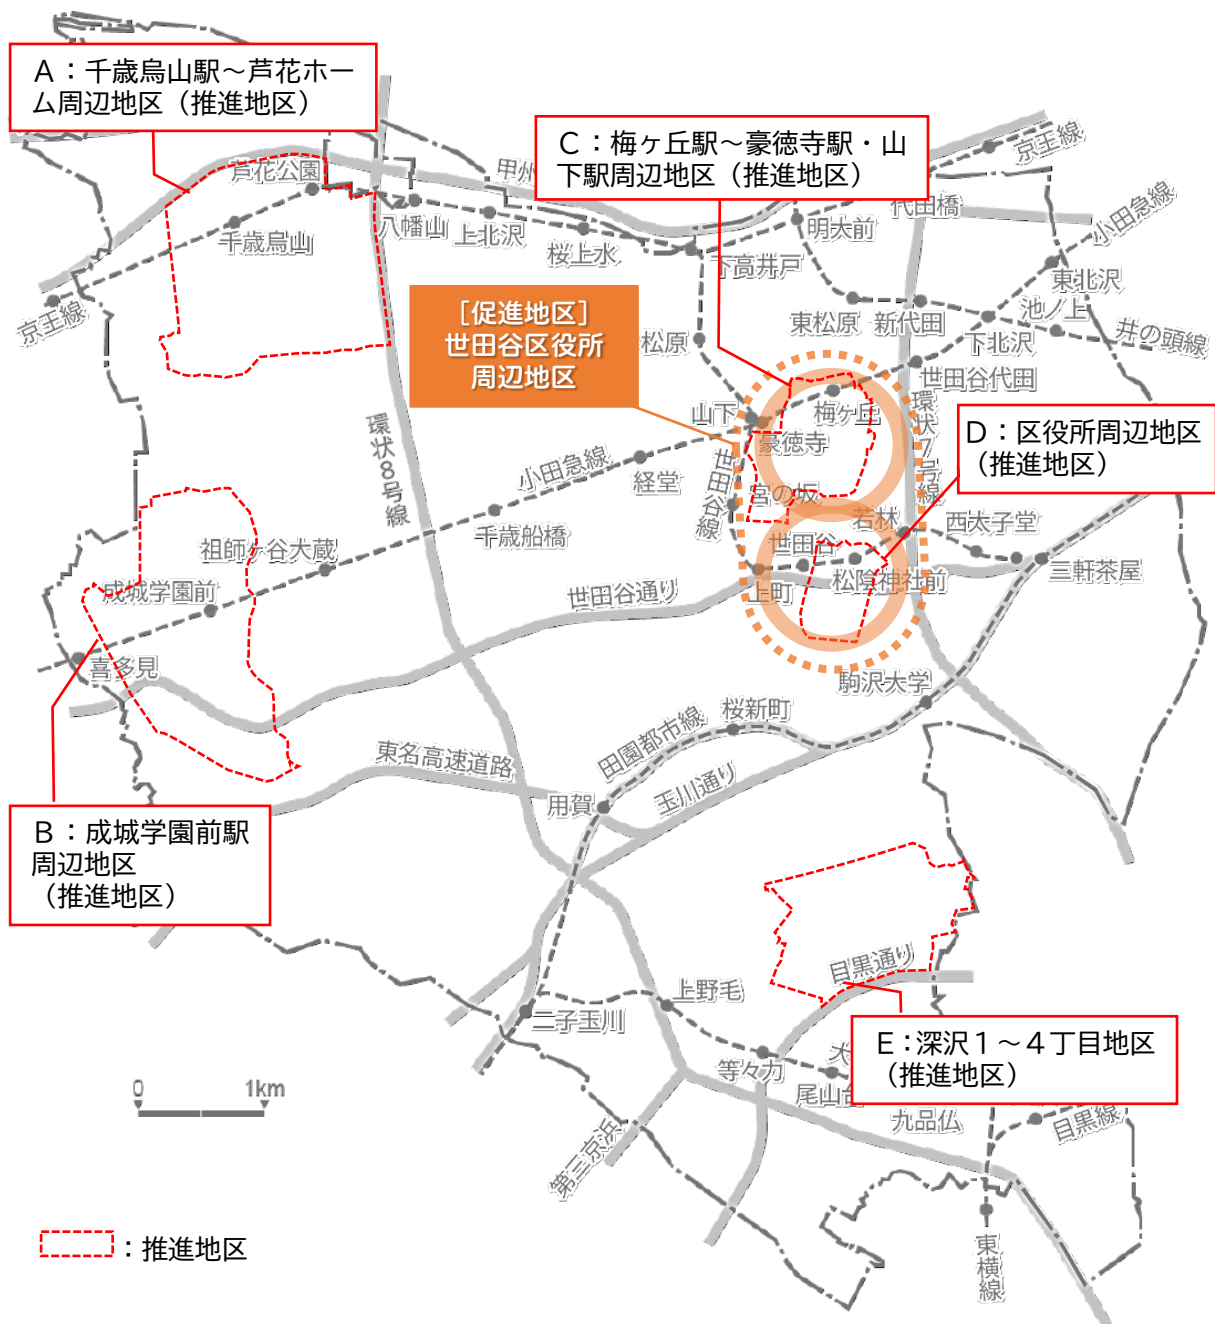 A：千歳烏山駅～芦花ホー
ム周辺地区（推進地区）
C：梅ヶ丘駅～豪徳寺駅・山
下駅周辺地区（推進地区）
京王線
芦花公園
甲州
代田橋
小田急線
千歳烏山
八幡山
上北沢
桜上水
下高井戸
明大前
東北沢
池ノ上
井の頭線
京王線
［促進地区］
世田谷区役所
周辺地区
松原
東松原
新代田
下北沢
世田谷代田
山下
梅ヶ丘
豪徳寺
環状7号線
D：区役所周辺地区
（推進地区）
環状8号線
小田急線
経堂
世田谷線
宮の坂
千歳船橋
祖師ヶ谷大蔵
若林
西太子堂
世田谷
三軒茶屋
成城学園前
世田谷通り
上町
松陰神社前
喜多見
駒沢大学
桜新町
田園都市線
東名高速道路
玉川通り
用賀
B：成城学園前駅
周辺地区
（推進地区）
目黒通り
上野毛
二子玉川
E：深沢1～4丁目地区
（推進地区）
等々力
尾山台
九品仏
目黒線
0
1km
第三京浜
：推進地区
東横線